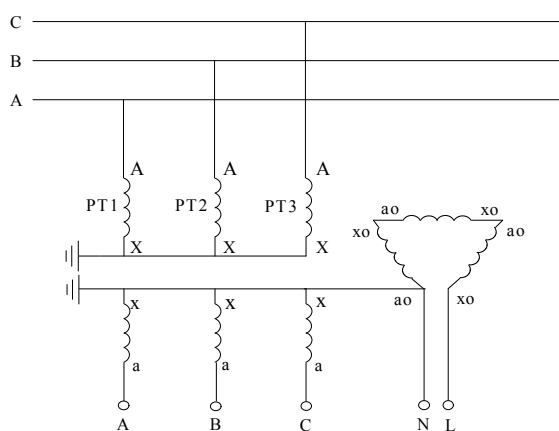 C
B
A
A A A
PT1 PT2 PT3
X X X
ao xo
xo ao
x x x ao xo
a a a
A B C N L